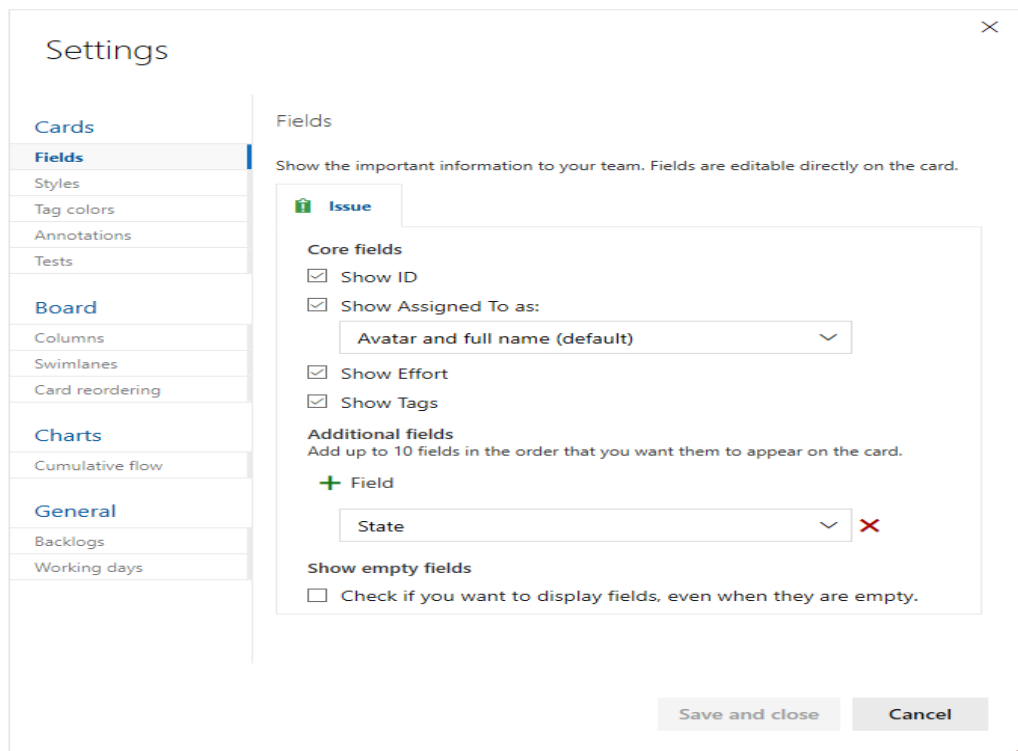 Settings
Cards
Fields
Styles
Tag colors
Annotations
Tests
Board
Columns
Swimlanes
Card reordering
Charts
Cumulative flow
General
Backlogs
Working days
Fields
Show the important information to your team. Fields are editable directly on the card.
Issue
Core fields
Show ID
Show Assigned To as:
Avatar and full name (default)
Show Effort
Show Tags
Additional fields
Add up to 10 fields in the order that you want them to appear on the card.
Field
State
Show empty fields
Check if you want to display fields, even when they are empty.
Save and close
Cancel